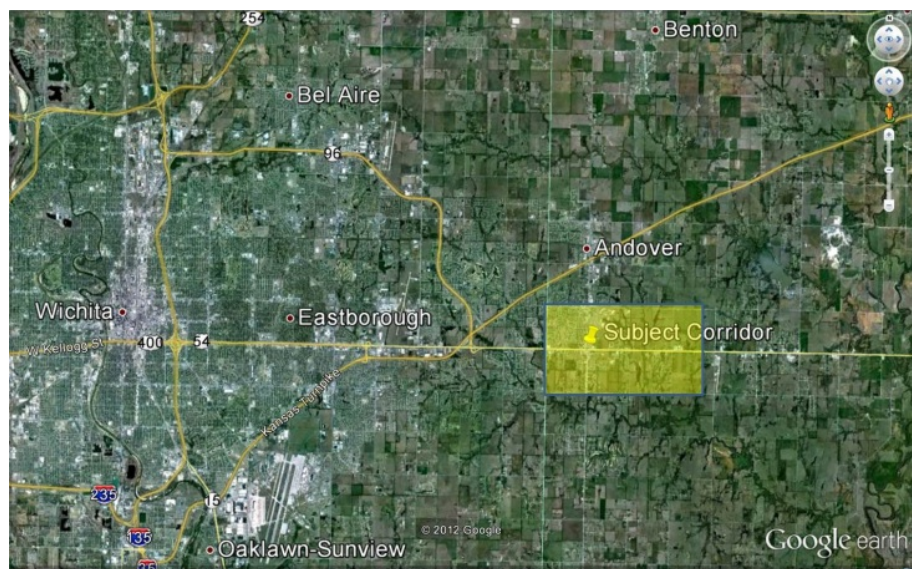 254
Benton
Bel Aire
96
Andover
Wichita
Eastborough
Subject Corridor
W Kellogg St
400
54
Kansas Turnpike
235
15
135
35
© 2012 Google
Oaklawn-Sunview
Google earth